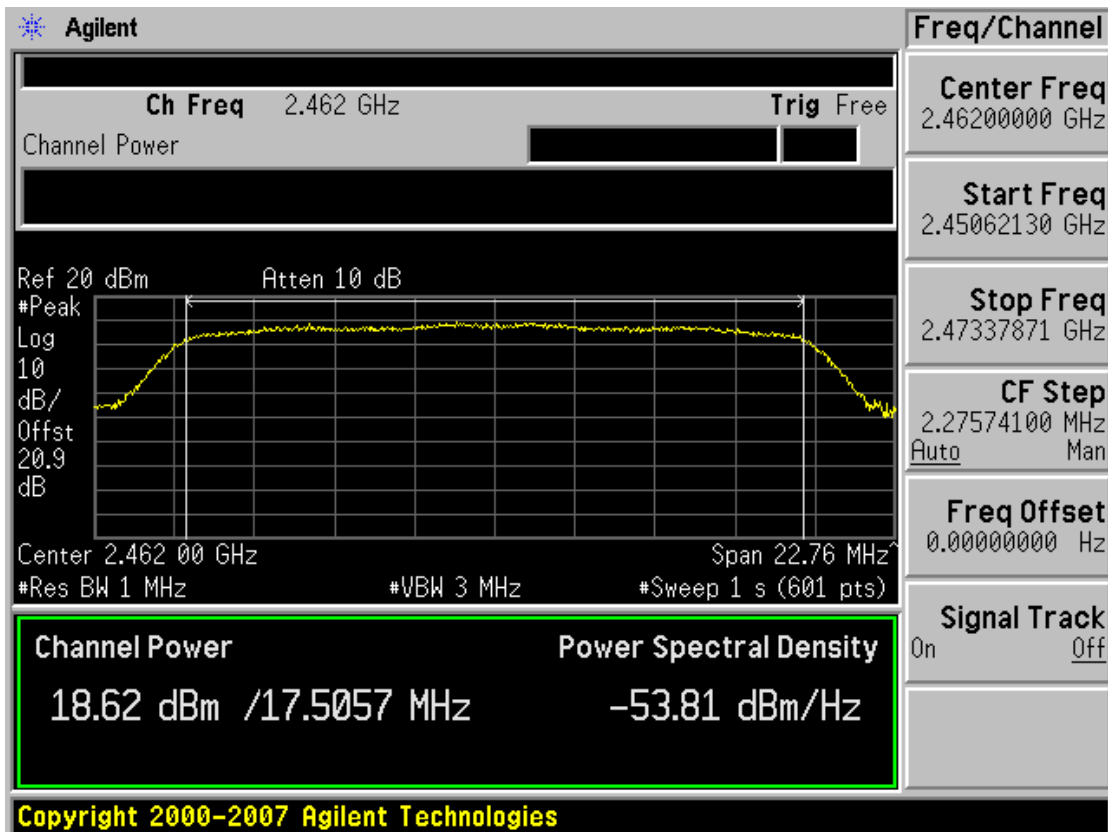 Agilent
Ch Freq 2.462 GHz Trig Free
Channel Power
Ref 20 dBm Atten 10 dB
#Peak
Log
10
dB/
Offst
20.9
dB
Center 2.462 00 GHz Span 22.76 MHz^
#Res BW 1 MHz #VBW 3 MHz #Sweep 1 s (601 pts)
Channel Power Power Spectral Density
18.62 dBm /17.5057 MHz -53.81 dBm/Hz
Copyright 2000-2007 Agilent Technologies
Freq/Channel
Center Freq
2.46200000 GHz
Start Freq
2.45062130 GHz
Stop Freq
2.47337871 GHz
CF Step
2.27574100 MHz
Auto Man
Freq Offset
0.00000000 Hz
Signal Track
On Off